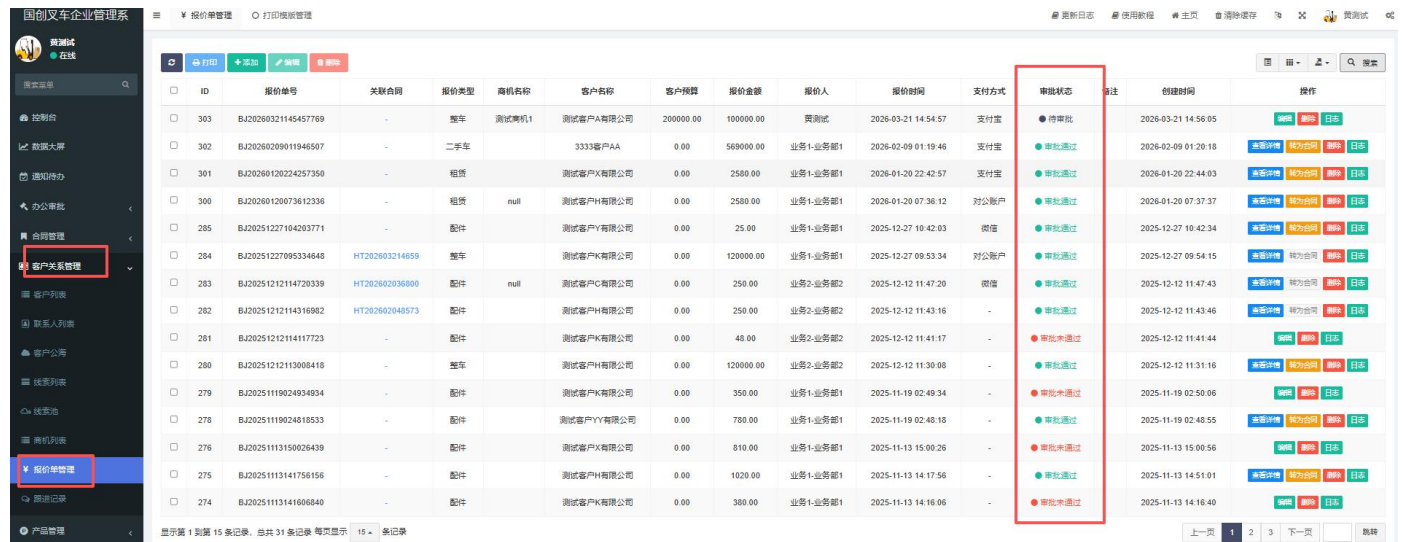 国创叉车企业管理系
¥ 报价单管理 打印模版管理 更新日志 使用教程 主页 清除缓存 黄测试
黄测试
在线
搜索菜单
控制台
数据大屏
通知待办
办公审批
合同管理
客户关系管理
客户列表
联系人列表
客户公海
线索列表
线索池
商机列表
¥ 报价单管理
跟进记录
产品管理
打印 +添加 编辑 删除 搜索
ID 报价单号 关联合同 报价类型 商机名称 客户名称 客户预算 报价金额 报价人 报价时间 支付方式 审批状态 备注 创建时间 操作
303 BJ20260321145457769 - 整车 测试商机1 测试客户A有限公司 200000.00 100000.00 黄测试 2026-03-21 14:54:57 支付宝 待审批 2026-03-21 14:56:05 编辑 删除 日志
302 BJ20260209011946507 - 二手车 3333客户AA 0.00 569000.00 业务1-业务部1 2026-02-09 01:19:46 支付宝 审批通过 2026-02-09 01:20:18 查看详情 转为合同 删除 日志
301 BJ20260120224257350 - 租赁 测试客户X有限公司 0.00 2580.00 业务1-业务部1 2026-01-20 22:42:57 支付宝 审批通过 2026-01-20 22:44:03 查看详情 转为合同 删除 日志
300 BJ20260120073612336 - 租赁 null 测试客户H有限公司 0.00 2580.00 业务1-业务部1 2026-01-20 07:36:12 对公账户 审批通过 2026-01-20 07:37:37 查看详情 转为合同 删除 日志
285 BJ20251227104203771 - 配件 测试客户Y有限公司 0.00 25.00 业务1-业务部1 2025-12-27 10:42:03 微信 审批通过 2025-12-27 10:42:34 查看详情 转为合同 删除 日志
284 BJ20251227095334648 HT202603214659 整车 测试客户K有限公司 0.00 120000.00 业务1-业务部1 2025-12-27 09:53:34 对公账户 审批通过 2025-12-27 09:54:15 查看详情 转为合同 删除 日志
283 BJ20251212114720339 HT202602036800 配件 null 测试客户C有限公司 0.00 250.00 业务2-业务部2 2025-12-12 11:47:20 微信 审批通过 2025-12-12 11:47:43 查看详情 转为合同 删除 日志
282 BJ20251212114316982 HT202602048573 配件 测试客户H有限公司 0.00 250.00 业务2-业务部2 2025-12-12 11:43:16 - 审批通过 2025-12-12 11:43:46 查看详情 转为合同 删除 日志
281 BJ20251212114117723 - 配件 测试客户K有限公司 0.00 48.00 业务2-业务部2 2025-12-12 11:41:17 - 审批未通过 2025-12-12 11:41:44 编辑 删除 日志
280 BJ20251212113008418 - 整车 测试客户K有限公司 0.00 120000.00 业务2-业务部2 2025-12-12 11:30:08 - 审批通过 2025-12-12 11:31:16 查看详情 转为合同 删除 日志
279 BJ20251119024934934 - 配件 测试客户K有限公司 0.00 350.00 业务1-业务部1 2025-11-19 02:49:34 - 审批未通过 2025-11-19 02:50:06 编辑 删除 日志
278 BJ20251119024818533 - 配件 测试客户YY有限公司 0.00 780.00 业务1-业务部1 2025-11-19 02:48:18 - 审批通过 2025-11-19 02:48:55 查看详情 转为合同 删除 日志
276 BJ20251113150026439 - 配件 测试客户X有限公司 0.00 810.00 业务1-业务部1 2025-11-13 15:00:26 - 审批未通过 2025-11-13 15:00:56 编辑 删除 日志
275 BJ20251113141756156 - 配件 测试客户H有限公司 0.00 1020.00 业务1-业务部1 2025-11-13 14:17:56 - 审批通过 2025-11-13 14:51:01 查看详情 转为合同 删除 日志
274 BJ20251113141606840 - 配件 测试客户K有限公司 0.00 380.00 业务1-业务部1 2025-11-13 14:16:06 - 审批未通过 2025-11-13 14:16:40 编辑 删除 日志
显示第 1 到第 15 条记录，总共 31 条记录 每页显示 15 条记录 上一页 1 2 3 下一页 跳转